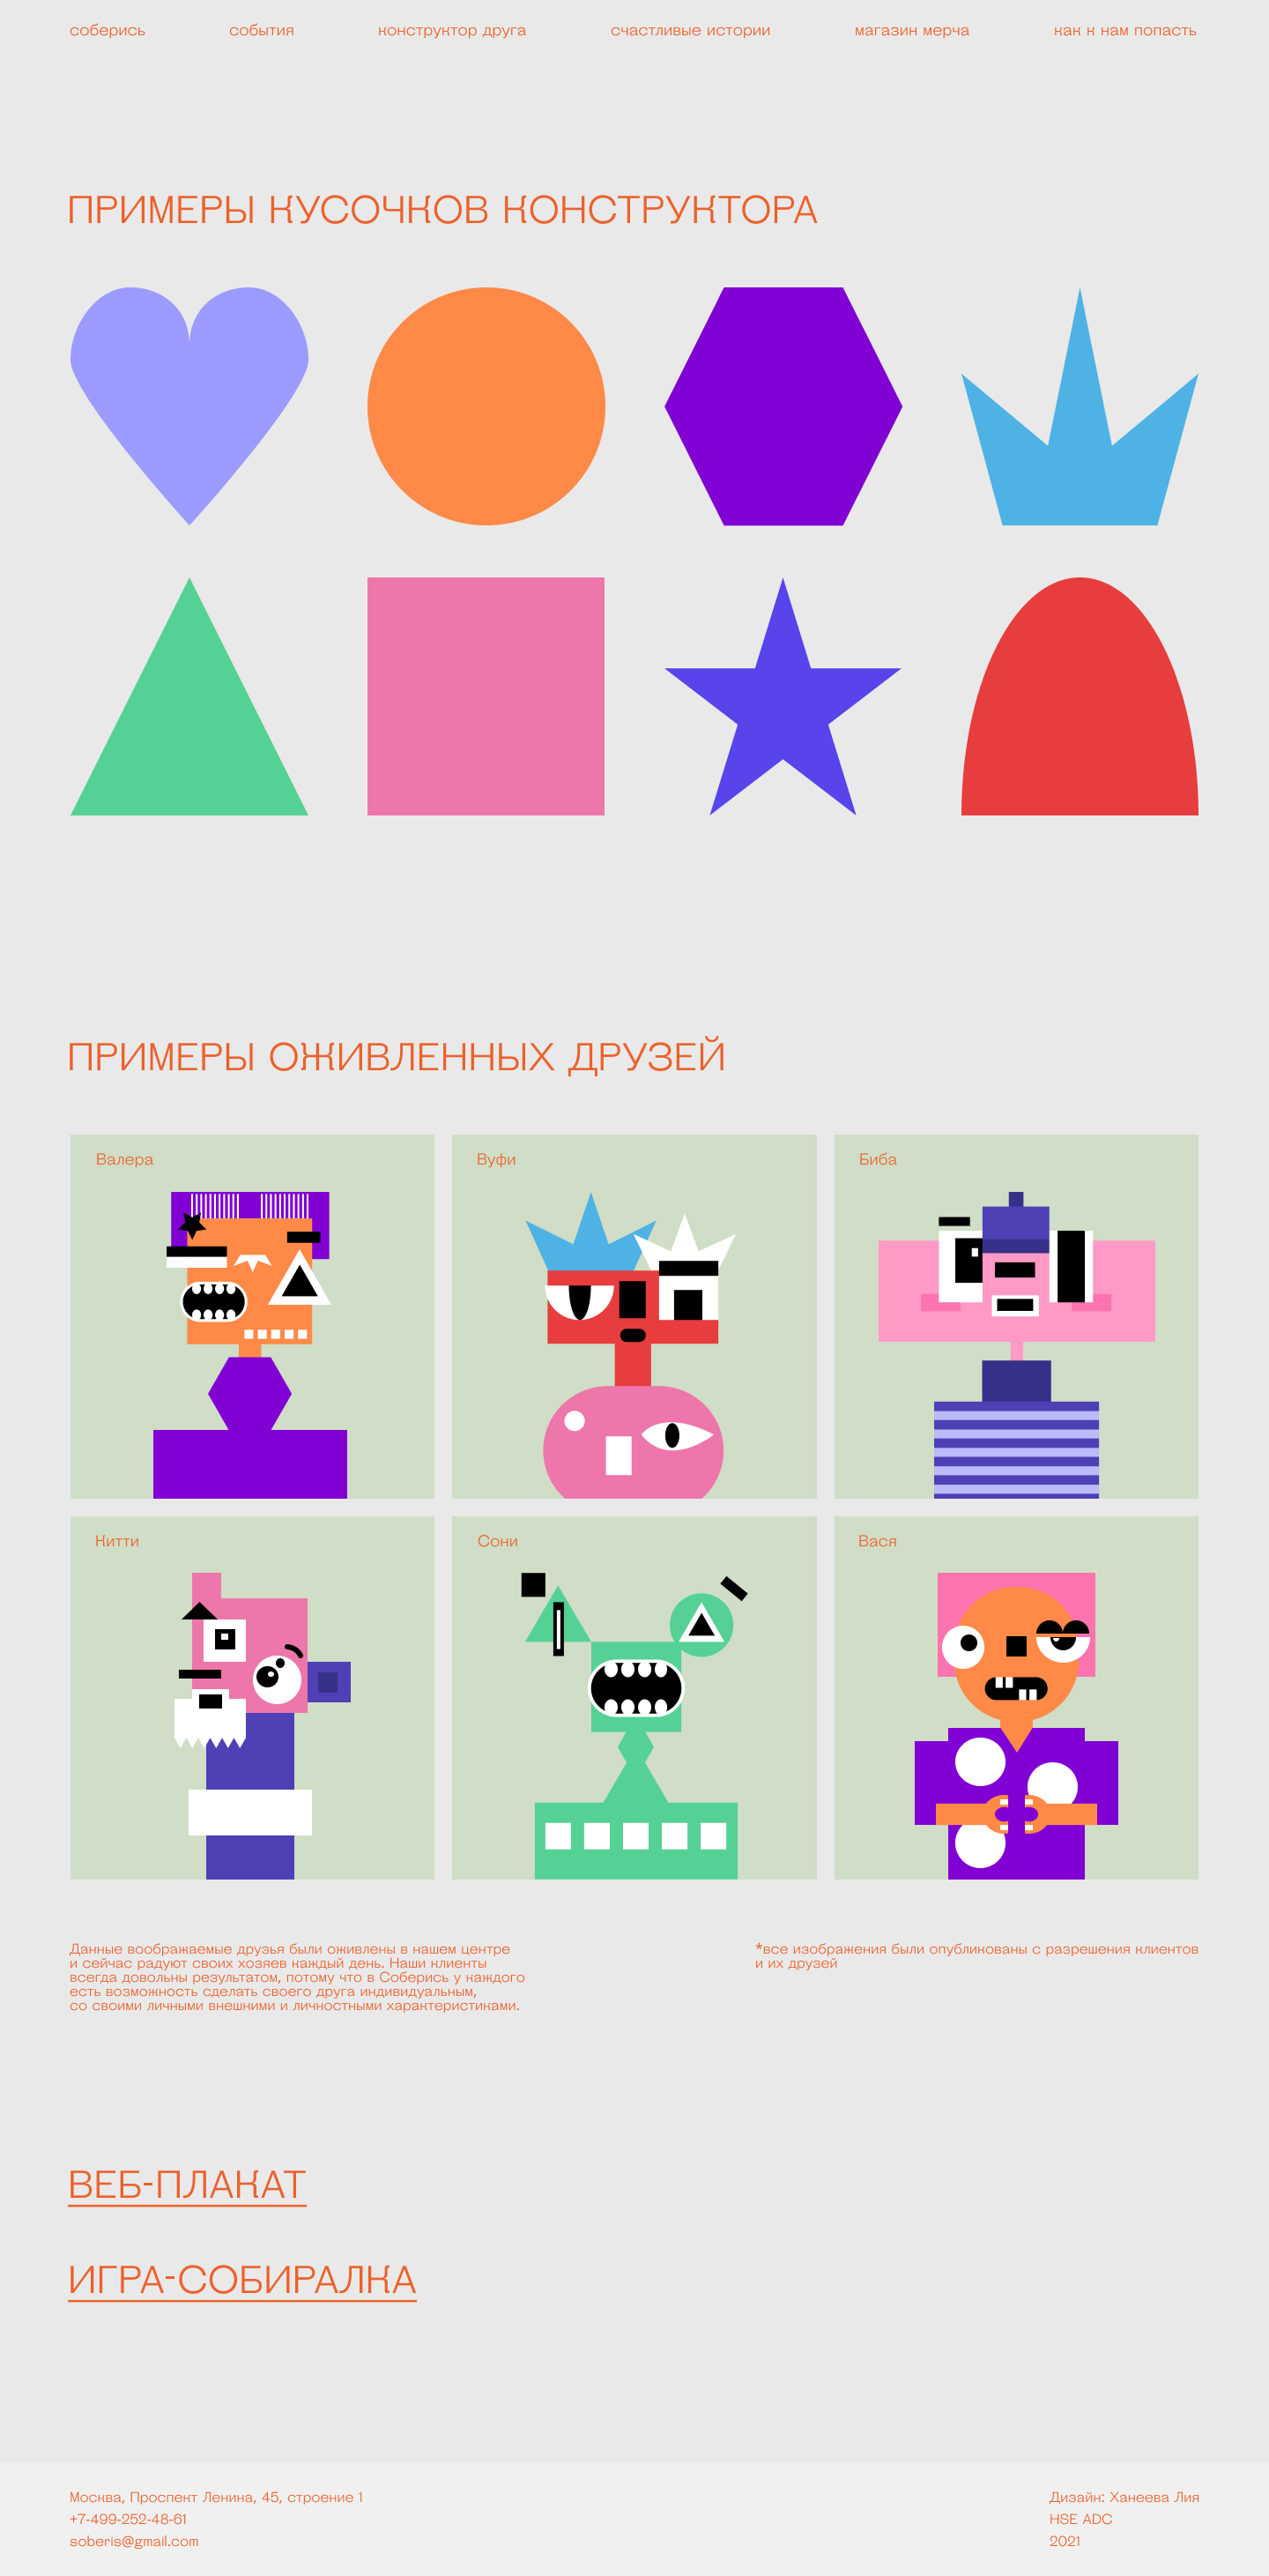 соберись
события
конструктор друга
счастливые истории
магазин мерча
как к нам попасть
ПРИМЕРЫ КУСОЧКОВ КОНСТРУКТОРА
ПРИМЕРЫ ОЖИВЛЕННЫХ ДРУЗЕЙ
Валера
Вуфи
Биба
Китти
Сони
Вася
Данные воображаемые друзья были оживлены в нашем центре
и сейчас радуют своих хозяев каждый день. Наши клиенты
всегда довольны результатом, потому что в Соберись у каждого
есть возможность сделать своего друга индивидуальным,
со своими личными внешними и личностными характеристиками.
*все изображения были опубликованы с разрешения клиентов
и их друзей
ВЕБ-ПЛАКАТ
ИГРА-СОБИРАЛКА
Москва, Проспект Ленина, 45, строение 1
+7-499-252-48-61
soberis@gmail.com
Дизайн: Ханеева Лия
HSE ADC
2021